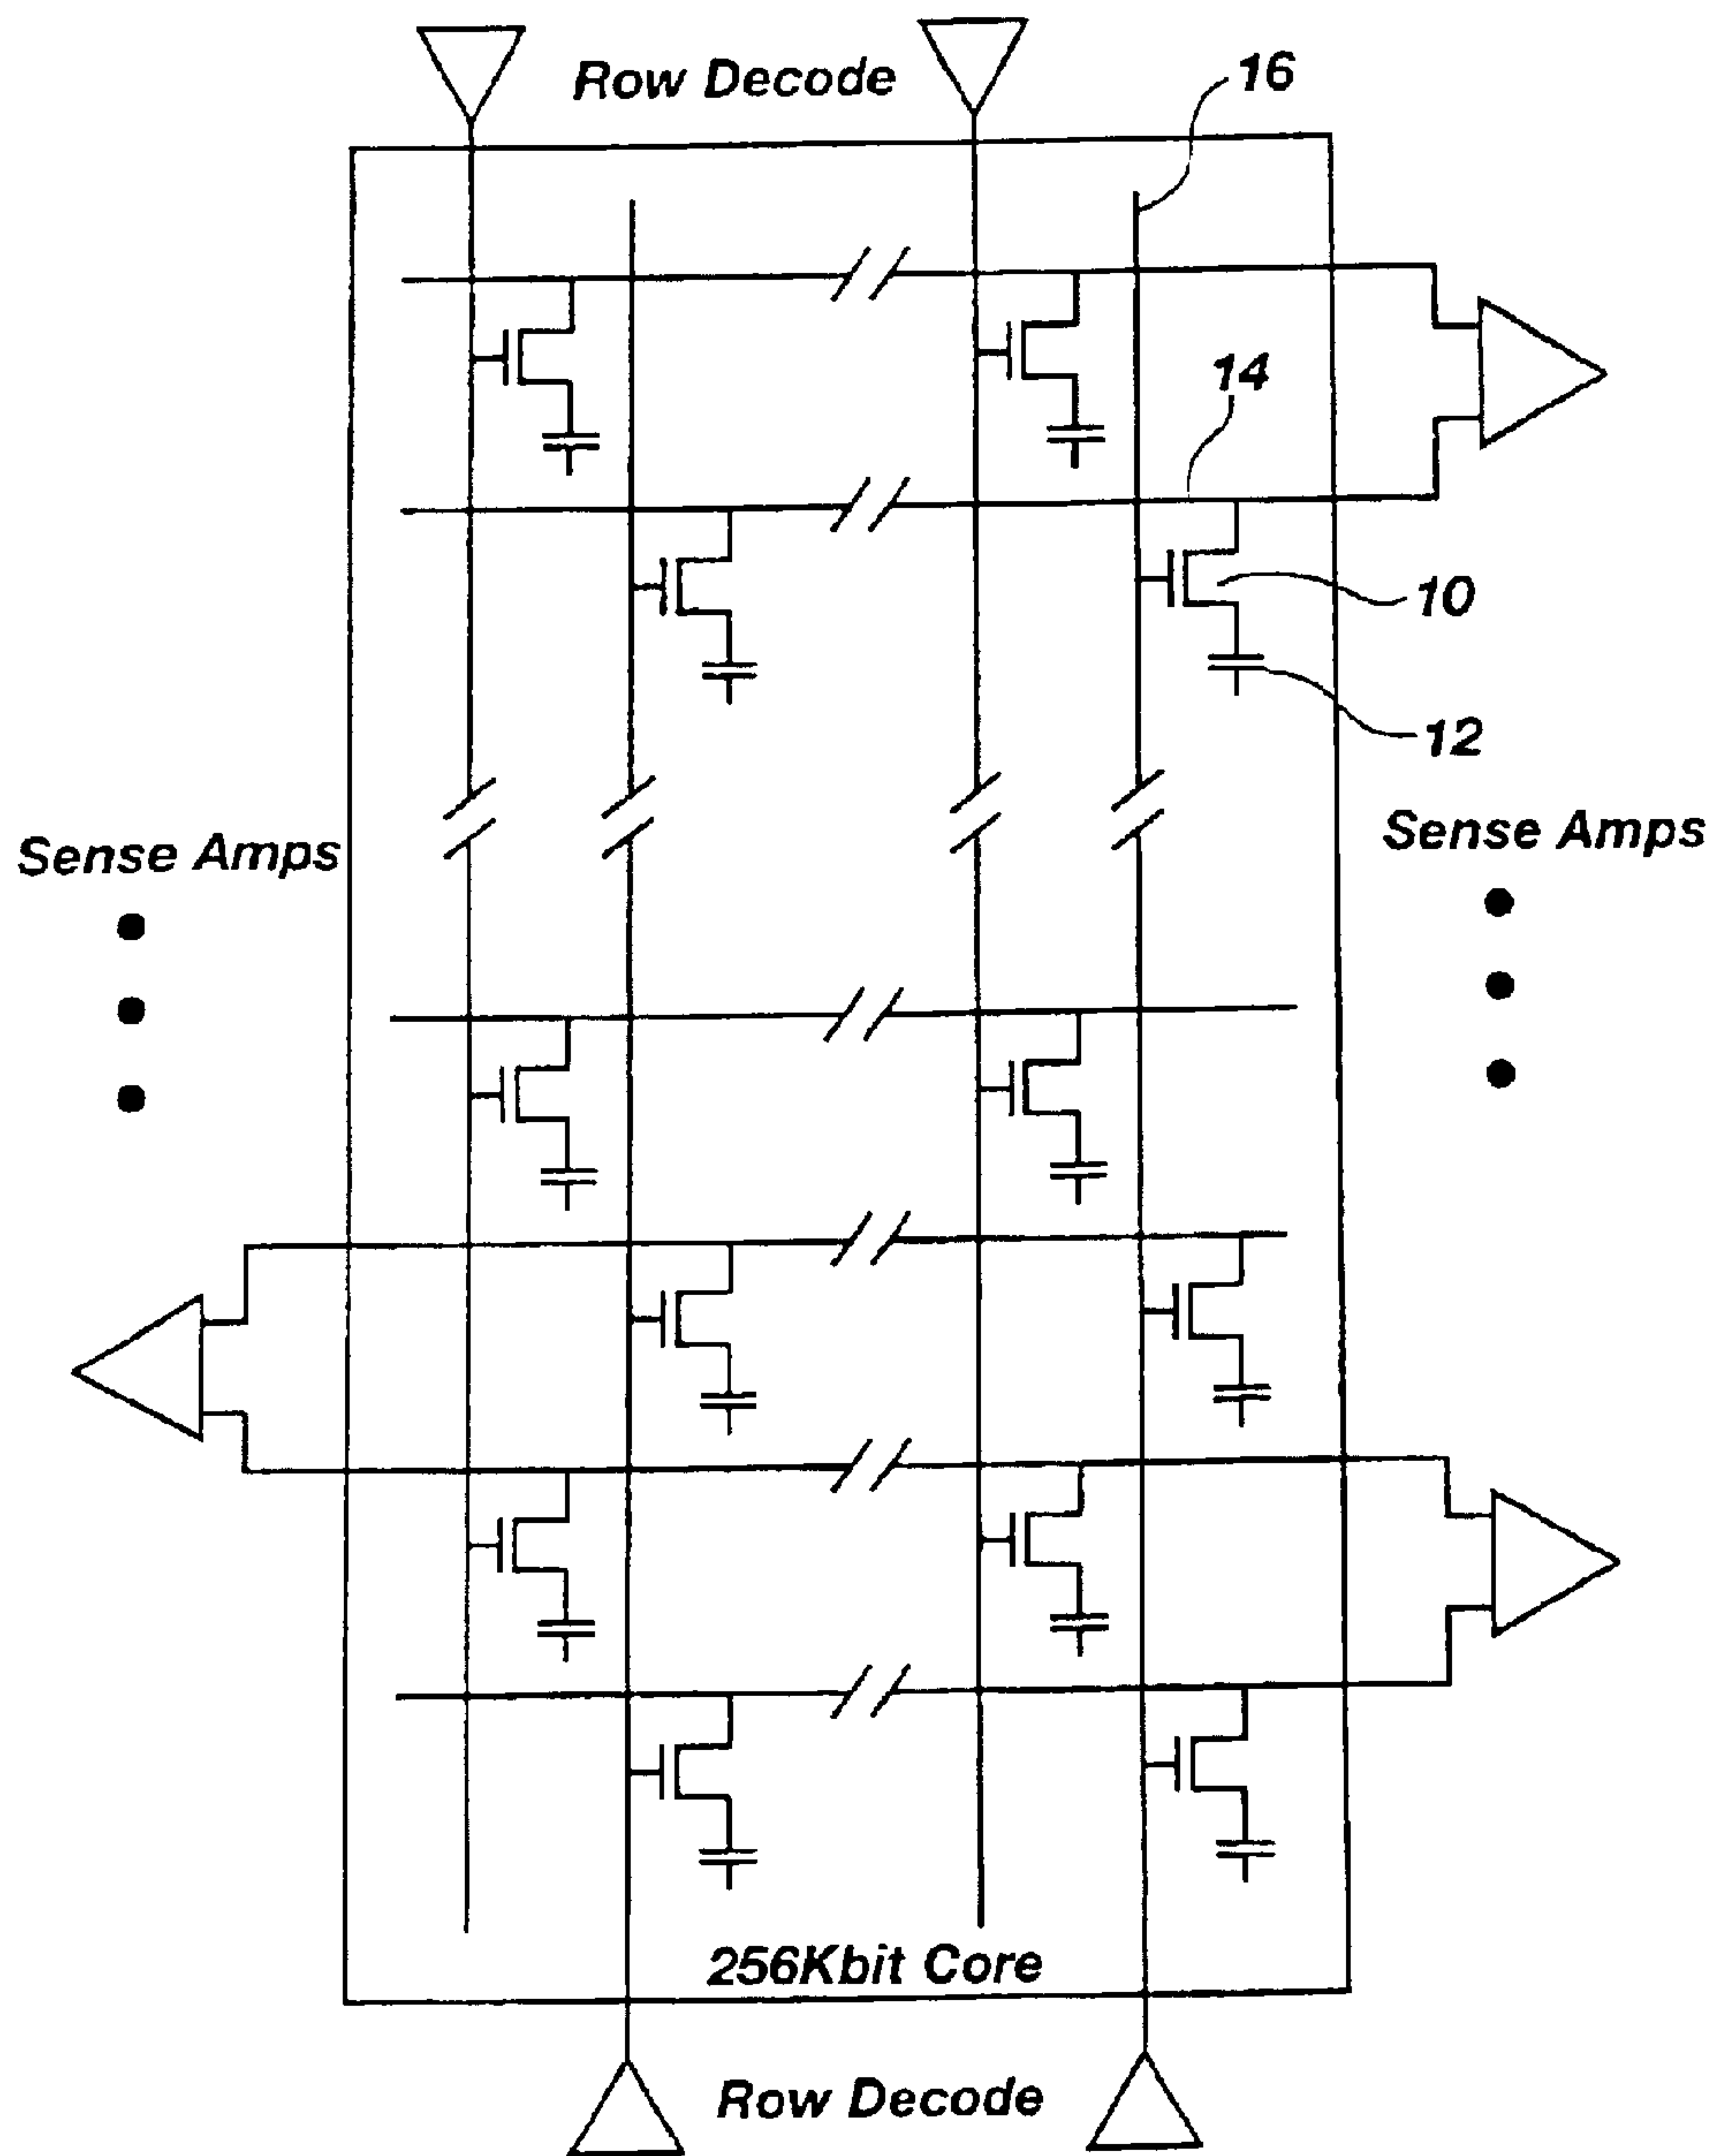 Row Decode
16
14
10
12
Sense Amps
Sense Amps
256Kbit Core
Row Decode